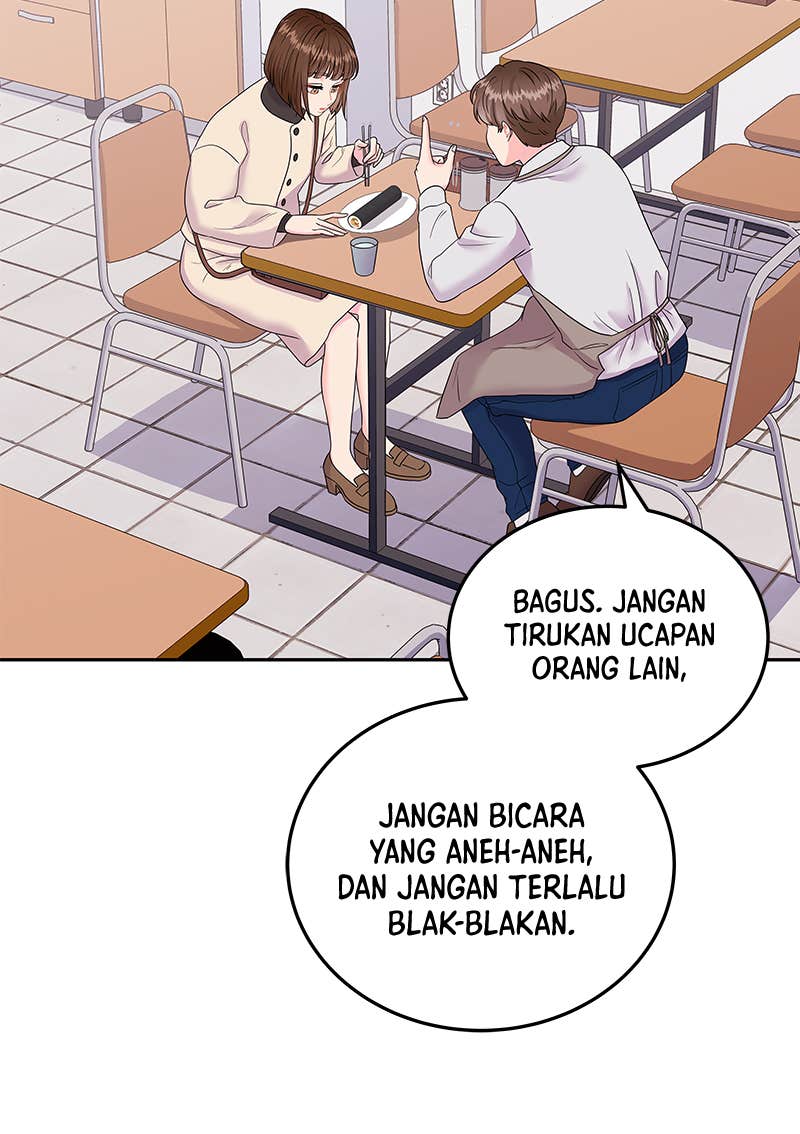 BAGUS. JANGAN
TIRUKAN UCAPAN
ORANG LAIN,
JANGAN BICARA
YANG ANEH-ANEH,
DAN JANGAN TERLALU
BLAK-BLAKAN.